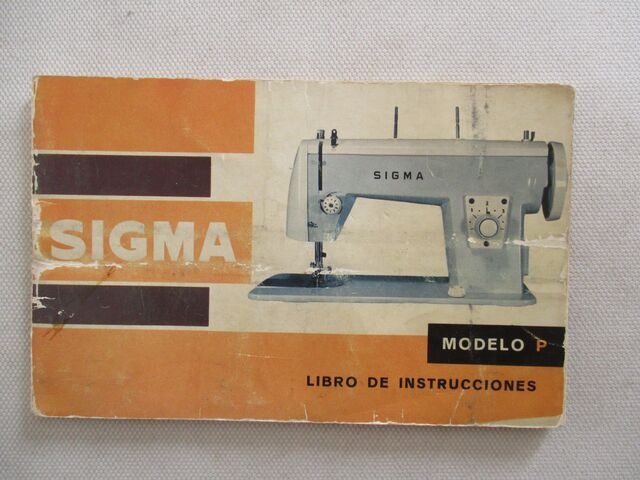 SIGMA
SIGMA
MODELO P
LIBRO DE INSTRUCCIONES